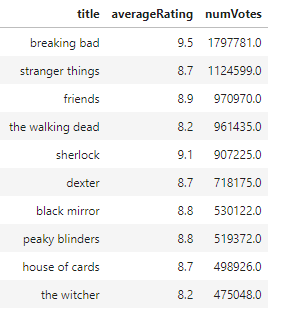 title averageRating numVotes
breaking bad 9.5 1797781.0
stranger things 8.7 1124599.0
friends 8.9 970970.0
the walking dead 8.2 961435.0
sherlock 9.1 907225.0
dexter 8.7 718175.0
black mirror 8.8 530122.0
peaky blinders 8.8 519372.0
house of cards 8.7 498926.0
the witcher 8.2 475048.0